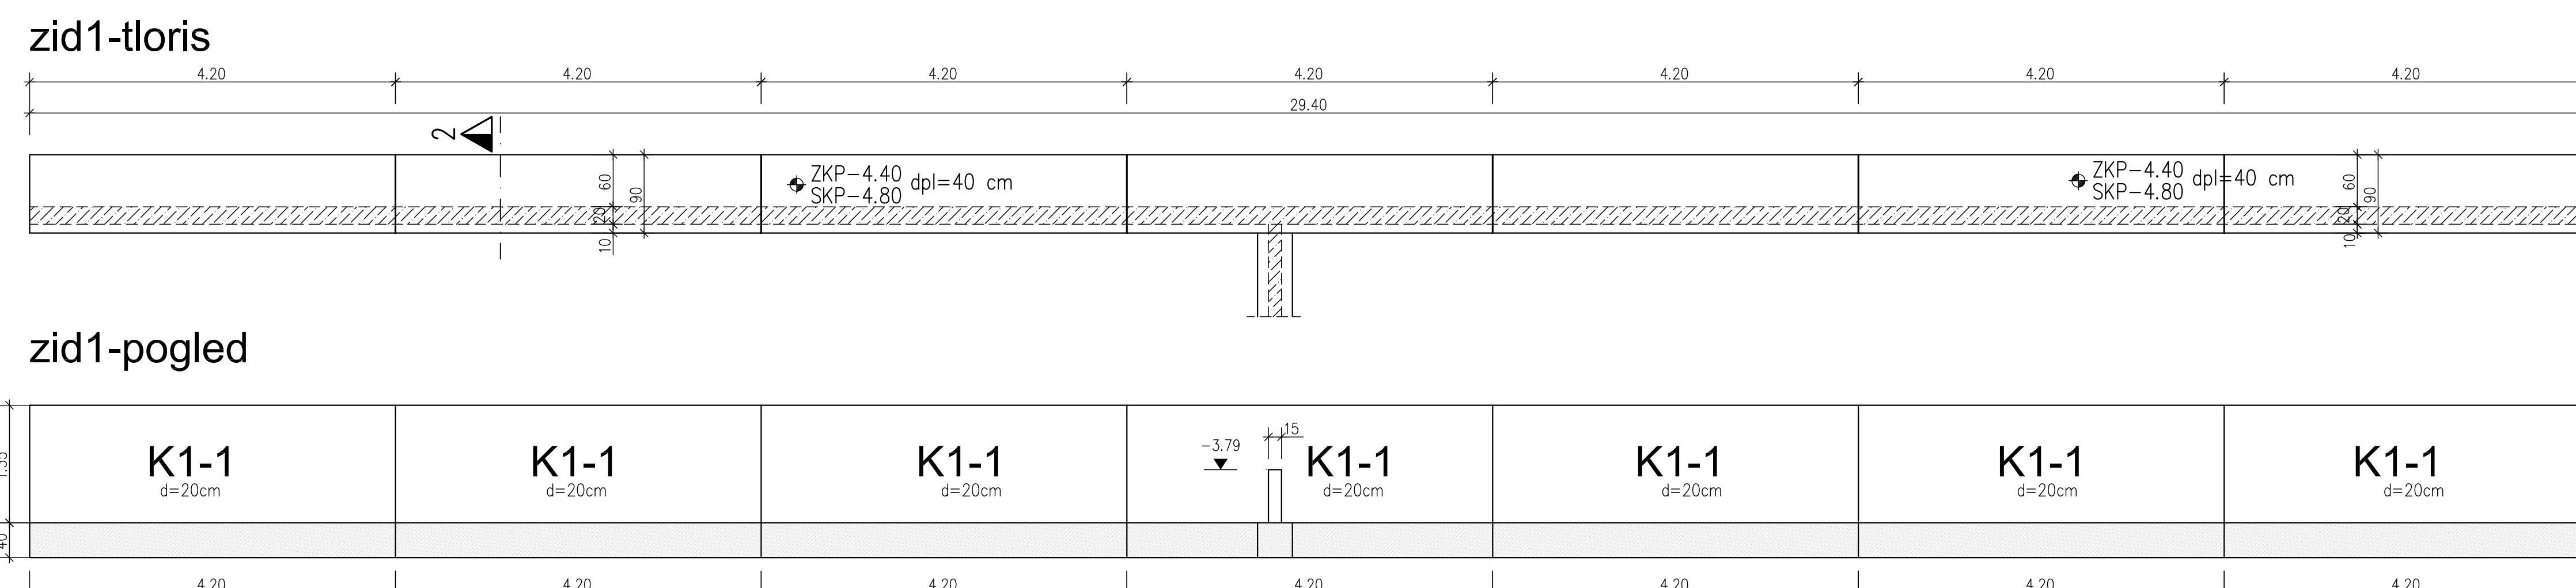 zid1-tloris
4.20 4.20 4.20 4.20 4.20 4.20 4.20
29.40
2
60 90 20 10
ZKP-4.40
SKP-4.80
dpl=40 cm
ZKP-4.40
SKP-4.80
dpl=40 cm
60 90 20 10
zid1-pogled
-3.79
15
K1-1 K1-1 K1-1 K1-1 K1-1 K1-1 K1-1
d=20cm d=20cm d=20cm d=20cm d=20cm d=20cm d=20cm
40
4.20 4.20 4.20 4.20 4.20 4.20 4.20